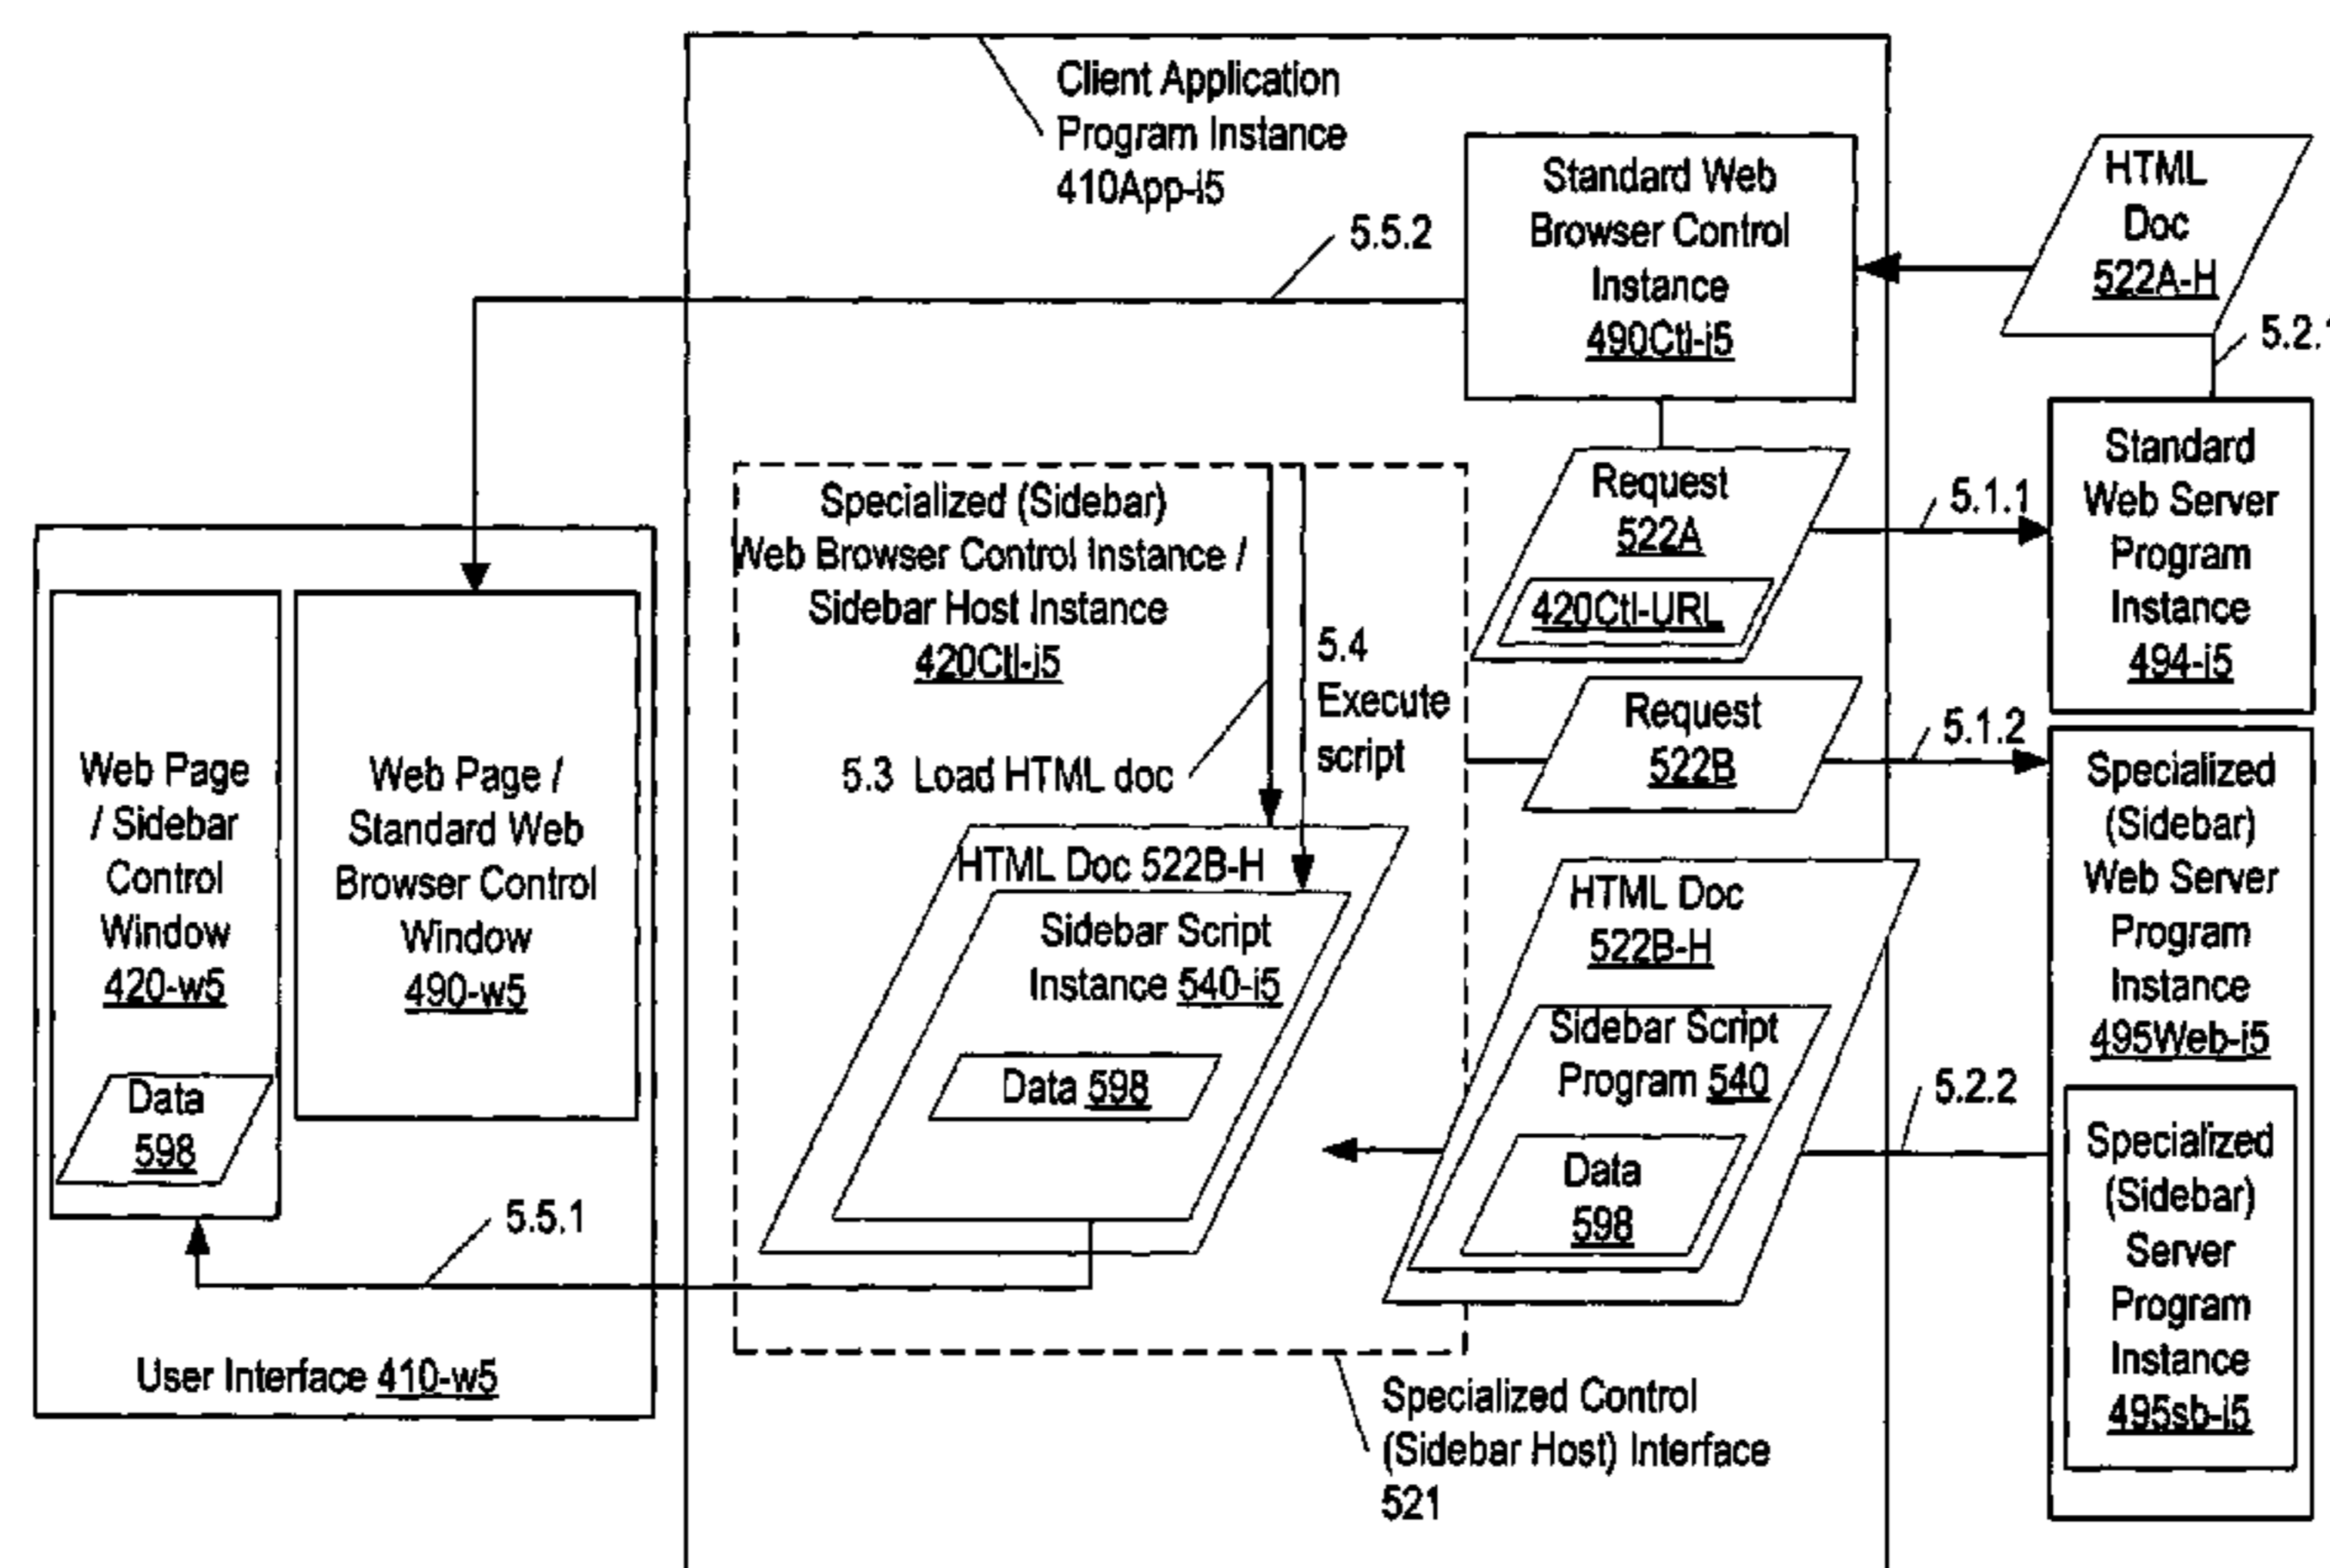 Client Application
Program Instance
410App-i5
Standard Web
Browser Control
Instance
490Ctl-i5
HTML
Doc
522A-H
5.5.2
5.2.1
Specialized (Sidebar)
Web Browser Control Instance /
Sidebar Host Instance
420Ctl-i5
5.4
Execute
script
5.3 Load HTML doc
Request
522A
420Ctl-URL
5.1.1
Standard
Web Server
Program
Instance
494-i5
Request
522B
5.1.2
Specialized
(Sidebar)
Web Server
Program
Instance
495Web-i5
Web Page
/ Sidebar
Control
Window
420-w5
Data
598
Web Page /
Standard Web
Browser Control
Window
490-w5
HTML Doc 522B-H
Sidebar Script
Instance 540-i5
Data 598
HTML Doc
522B-H
Sidebar Script
Program 540
Data
598
5.2.2
Specialized
(Sidebar)
Server
Program
Instance
495sb-i5
5.5.1
User Interface 410-w5
Specialized Control
(Sidebar Host) Interface
521